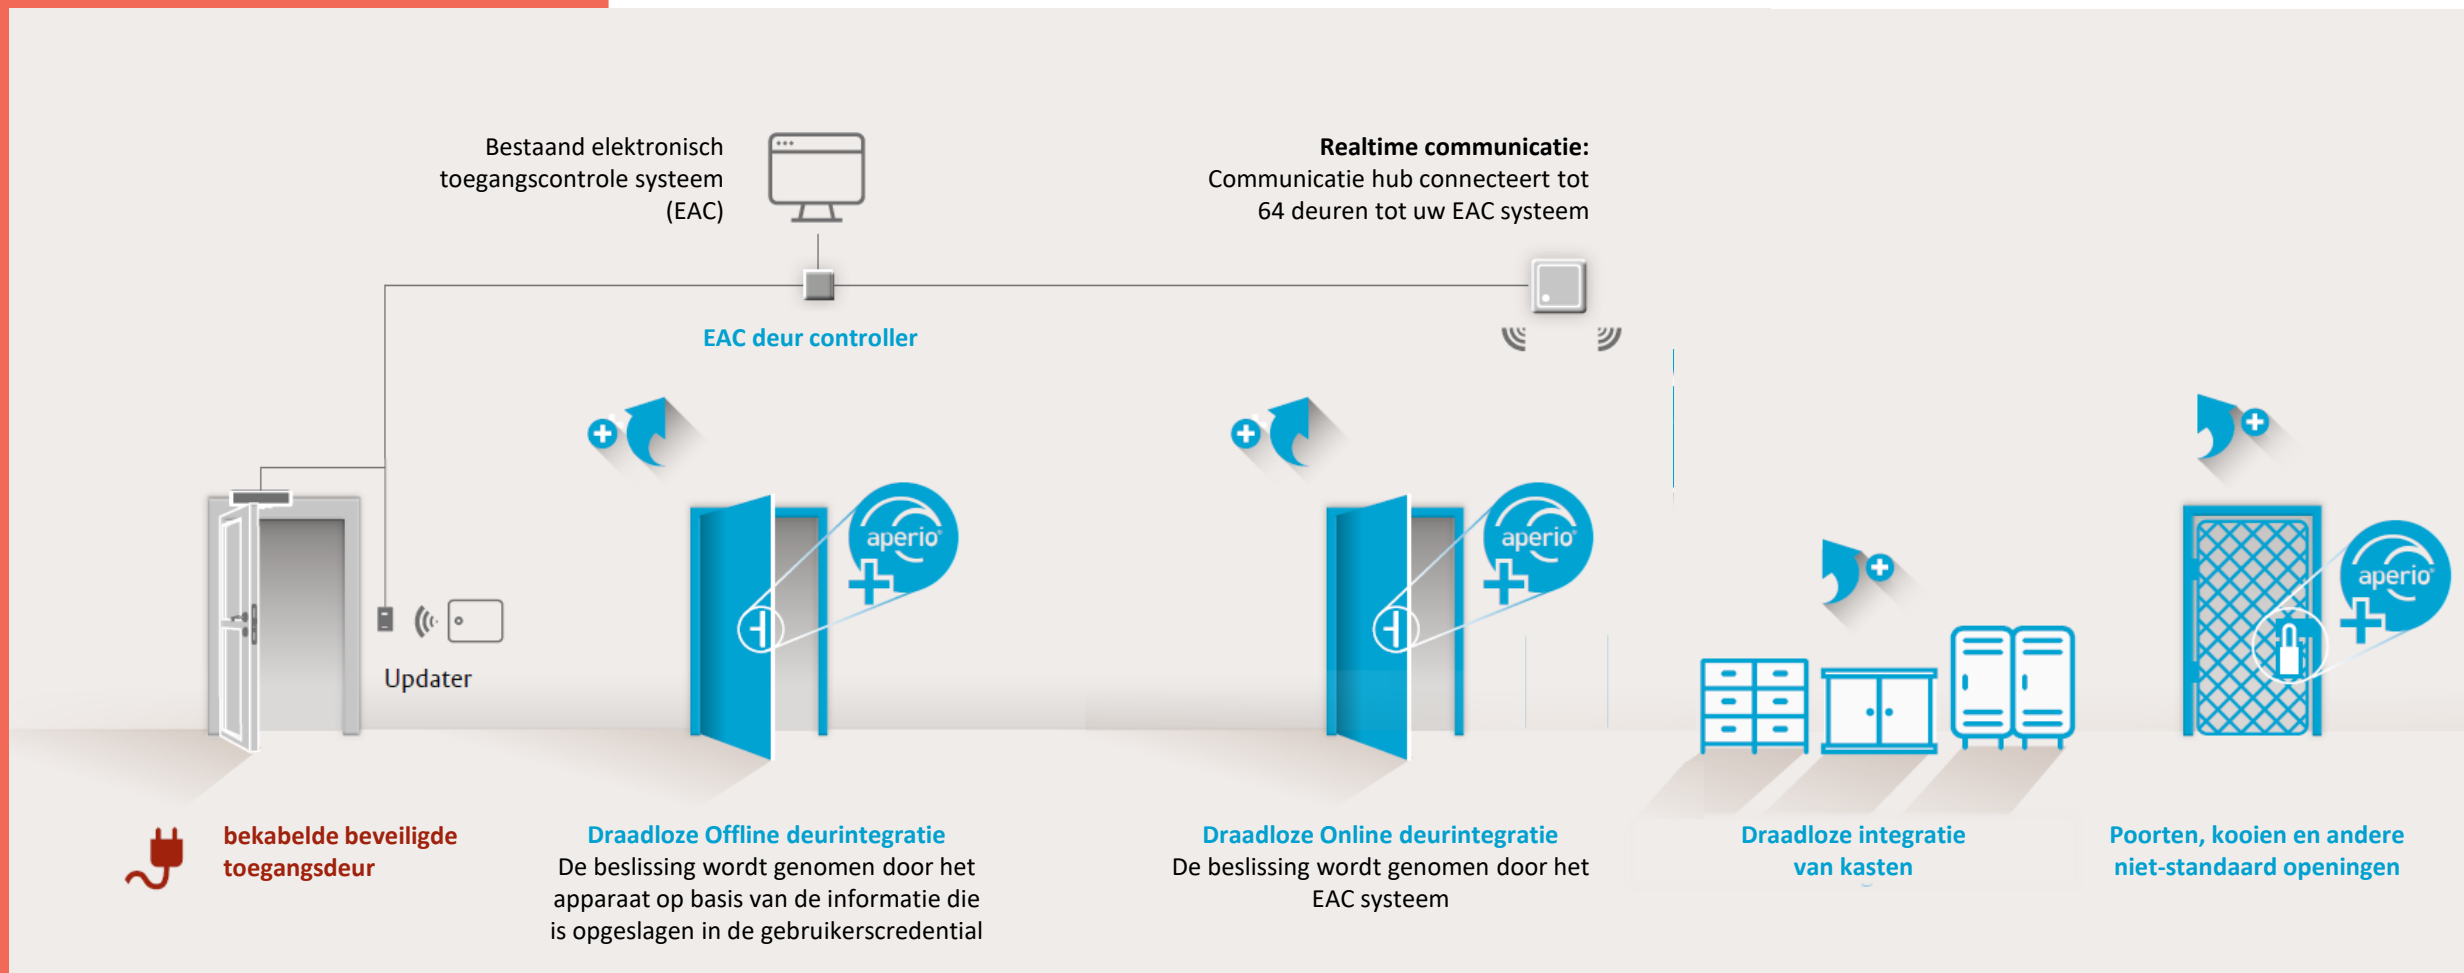 Bestaand elektronisch
toegangscontrole systeem
(EAC)
Realtime communicatie:
Communicatie hub connecteert tot
64 deuren tot uw EAC systeem
EAC deur controller
aperio®
aperio®
aperio®
Updater
bekabelde beveiligde
toegangsdeur
Draadloze Offline deurintegratie
De beslissing wordt genomen door het
apparaat op basis van de informatie die
is opgeslagen in de gebruikerscredential
Draadloze Online deurintegratie
De beslissing wordt genomen door het
EAC systeem
Draadloze integratie
van kasten
Poorten, kooien en andere
niet-standaard openingen